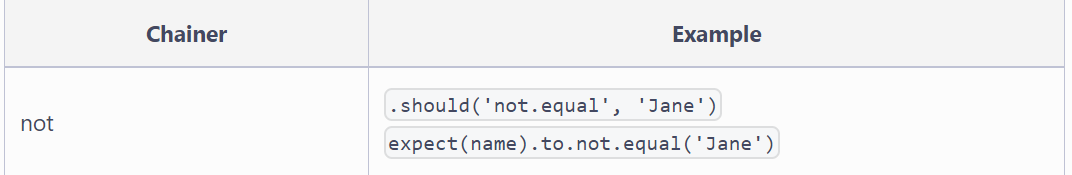 Chainer Example
not
.should('not.equal', 'Jane')
expect(name).to.not.equal('Jane')